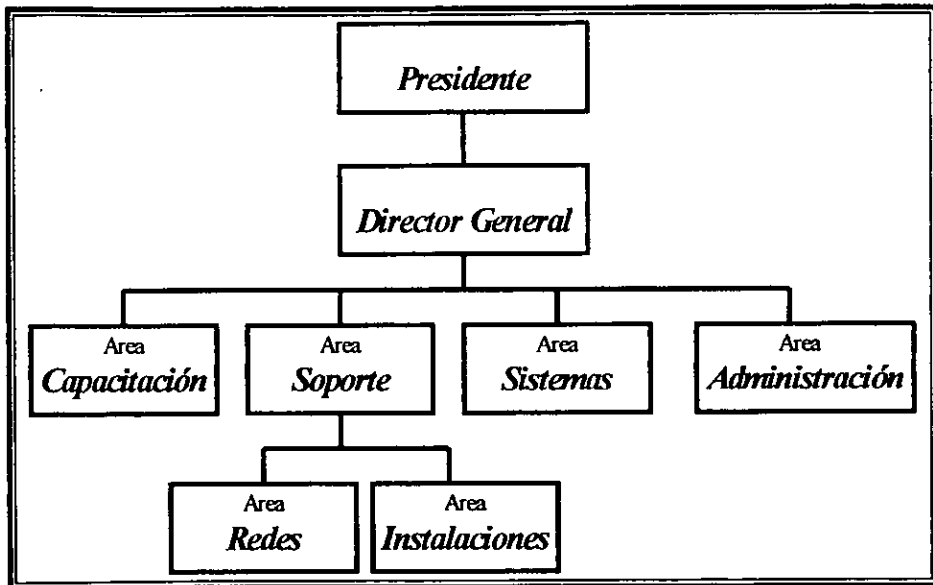 Presidente
Director General
Area
Capacitación
Area
Soporte
Area
Sistemas
Area
Administración
Area
Redes
Area
Instalaciones